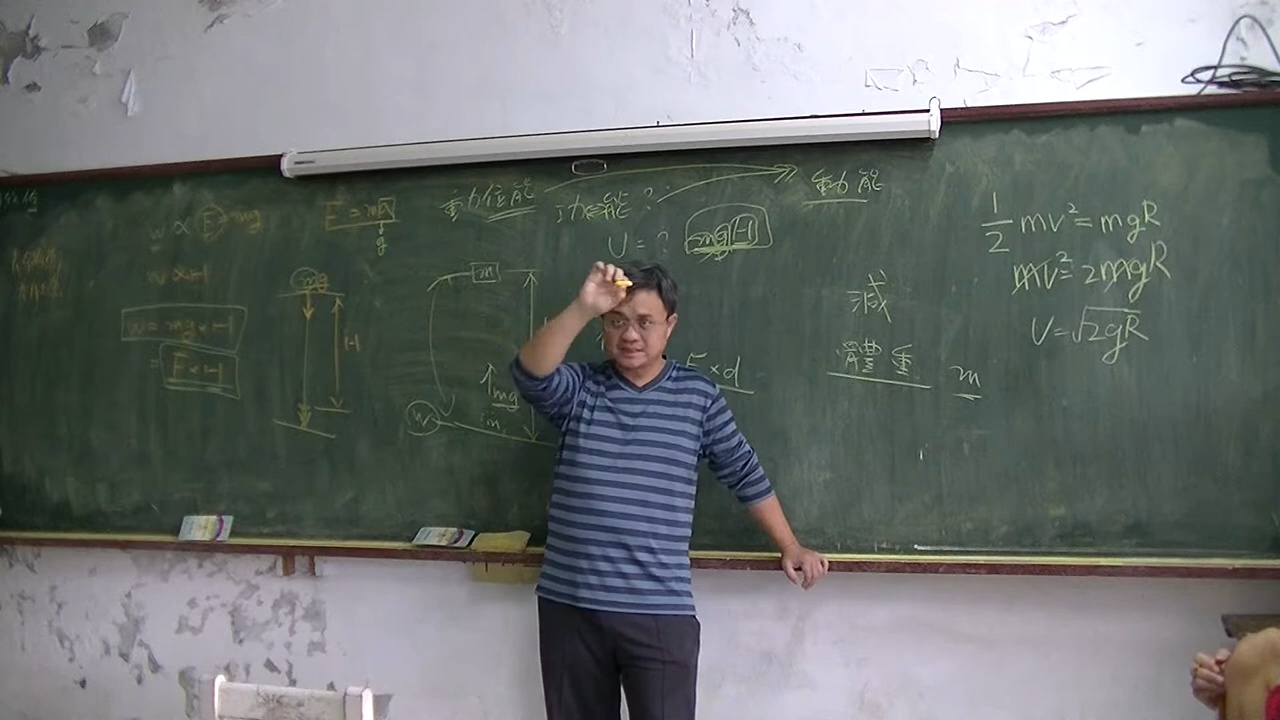 W ∝ F = mg
W ∝ H
W = mg × H
= F × H
F = ma
g
mg
H
重力位能
功 ⇔ 能 ?
動能
U = ?
mgH
m
mg
m
F × d
減
體重
m
1/2 mv² = mgR
mv² = 2mgR
V = √2gR